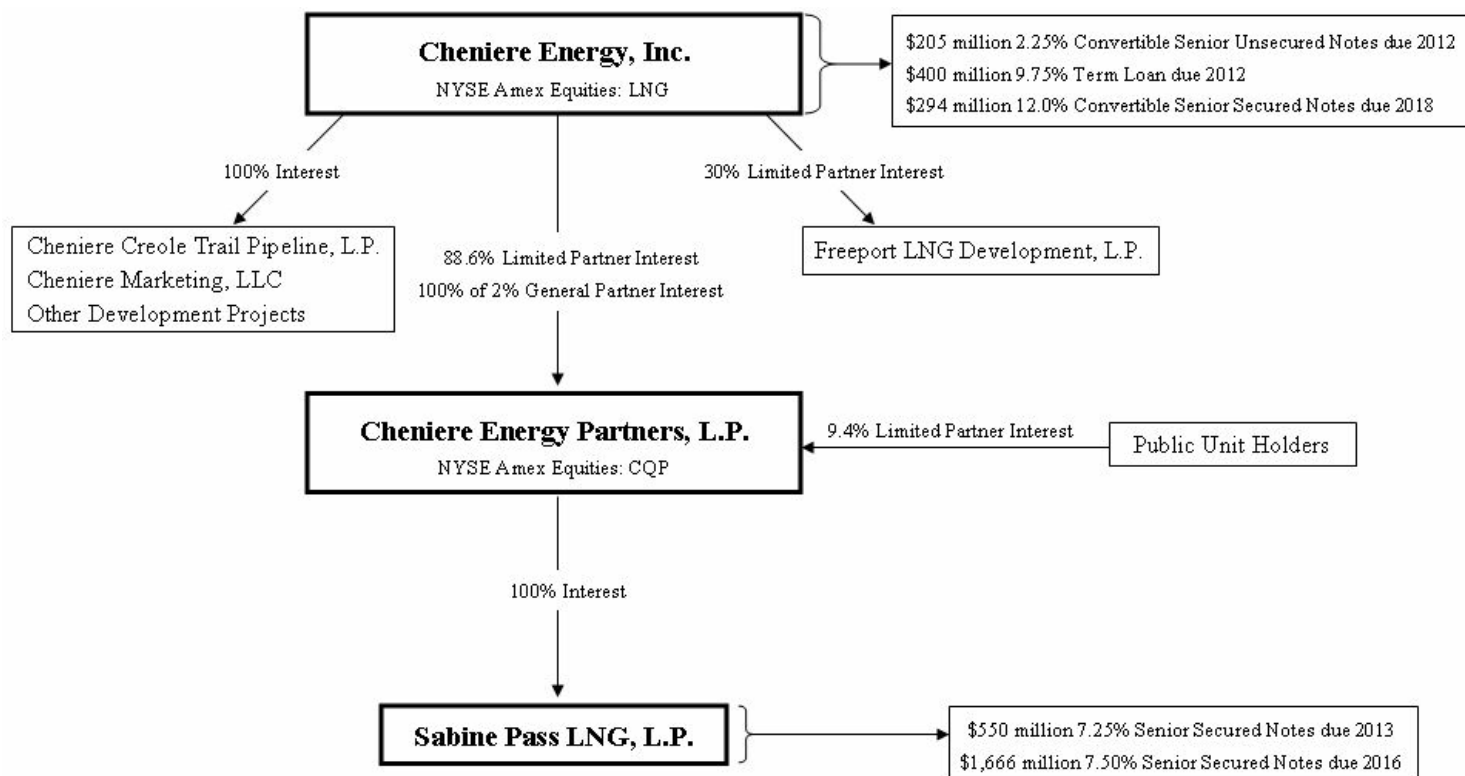 Cheniere Energy, Inc.
NYSE Amex Equities: LNG
$205 million 2.25% Convertible Senior Unsecured Notes due 2012
$400 million 9.75% Term Loan due 2012
$294 million 12.0% Convertible Senior Secured Notes due 2018
100% Interest
30% Limited Partner Interest
Cheniere Creole Trail Pipeline, L.P.
Cheniere Marketing, LLC
Other Development Projects
88.6% Limited Partner Interest
100% of 2% General Partner Interest
Freeport LNG Development, L.P.
Cheniere Energy Partners, L.P.
NYSE Amex Equities: CQP
9.4% Limited Partner Interest
Public Unit Holders
100% Interest
Sabine Pass LNG, L.P.
$550 million 7.25% Senior Secured Notes due 2013
$1,666 million 7.50% Senior Secured Notes due 2016